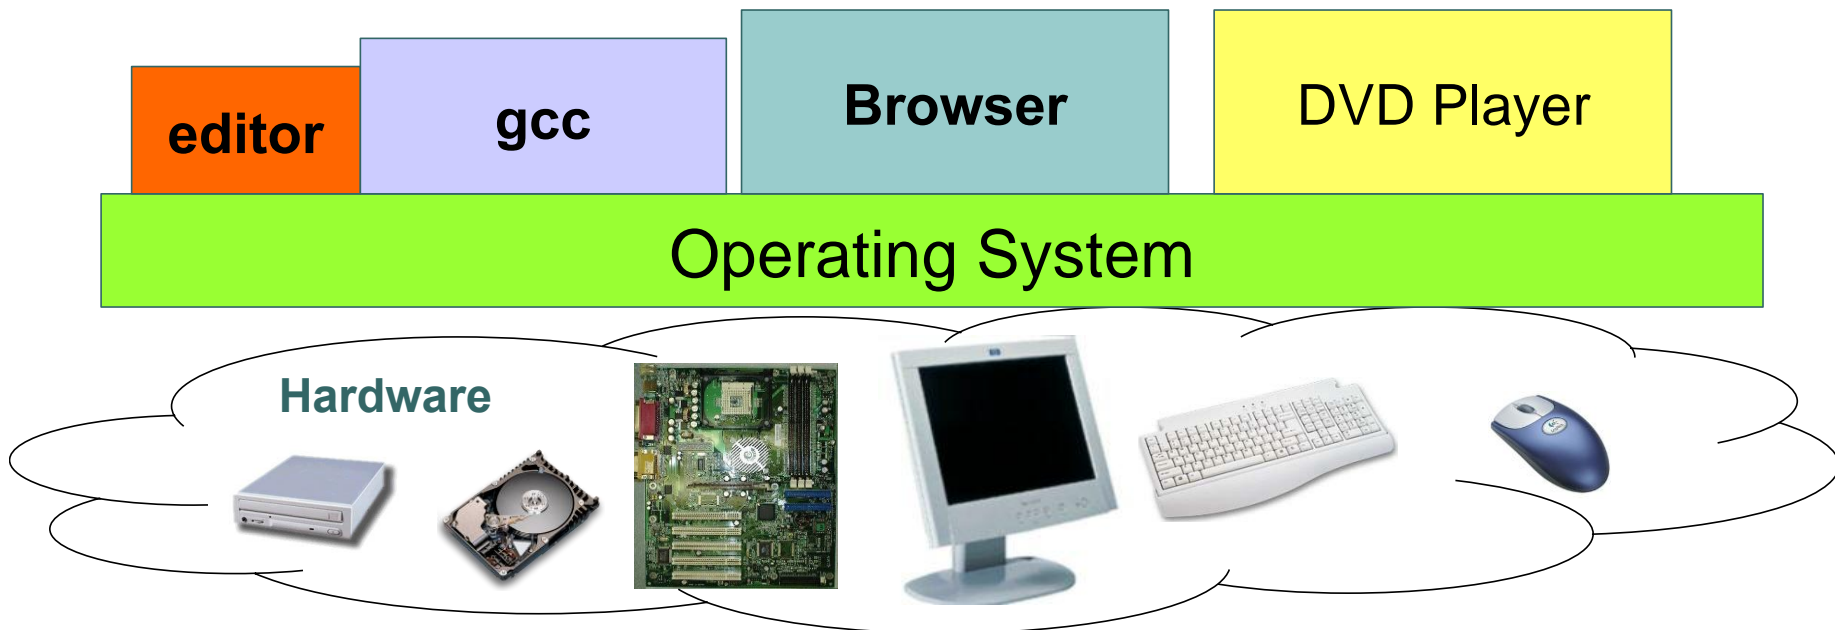 editor
gcc
Browser
DVD Player
Operating System
Hardware